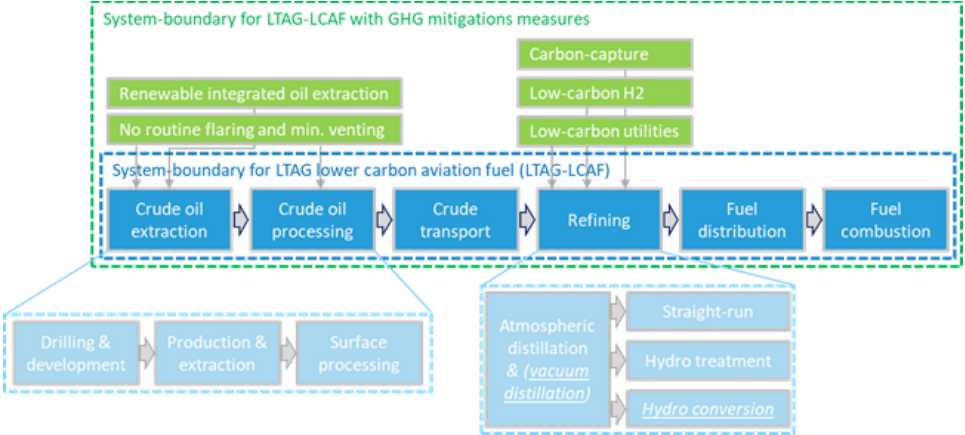 System-boundary for LTAG-LCAF with GHG mitigations measures
Carbon-capture
Renewable integrated oil extraction
Low-carbon H2
No routine flaring and min. venting
Low-carbon utilities
System-boundary for LTAG lower carbon aviation fuel (LTAG-LCAF)
Crude oil
extraction
Crude oil
processing
Crude
transport
Refining
Fuel
distribution
Fuel
combustion
Drilling &
development
Production &
extraction
Surface
processing
Atmospheric
distillation
& (vacuum
distillation)
Straight-run
Hydro treatment
Hydro conversion